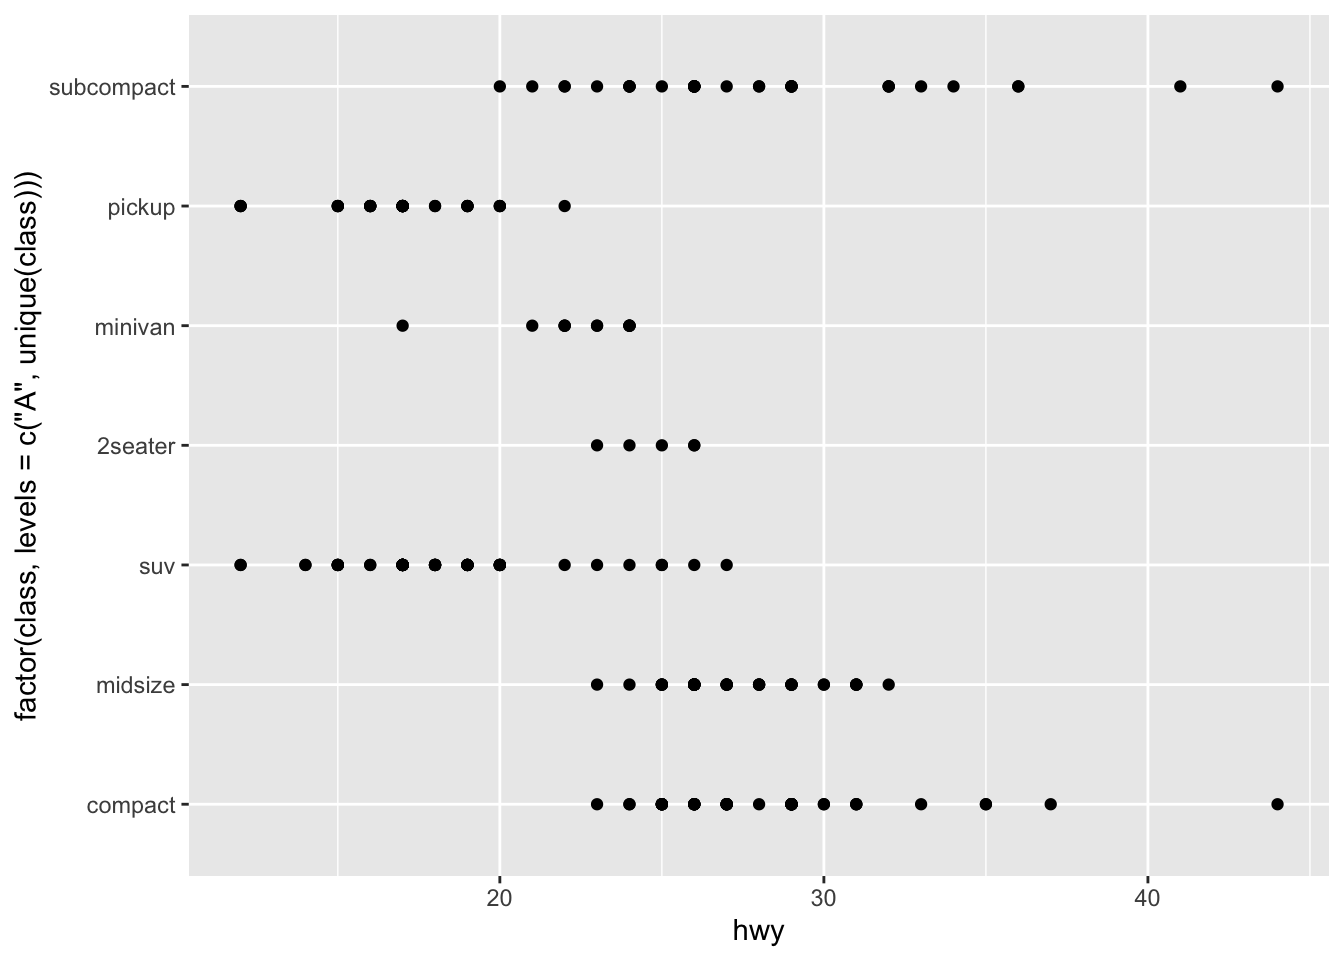 subcompact
pickup
minivan
2seater
suv
midsize
compact
factor(class, levels = c("A", unique(class)))
20 30 40
hwy